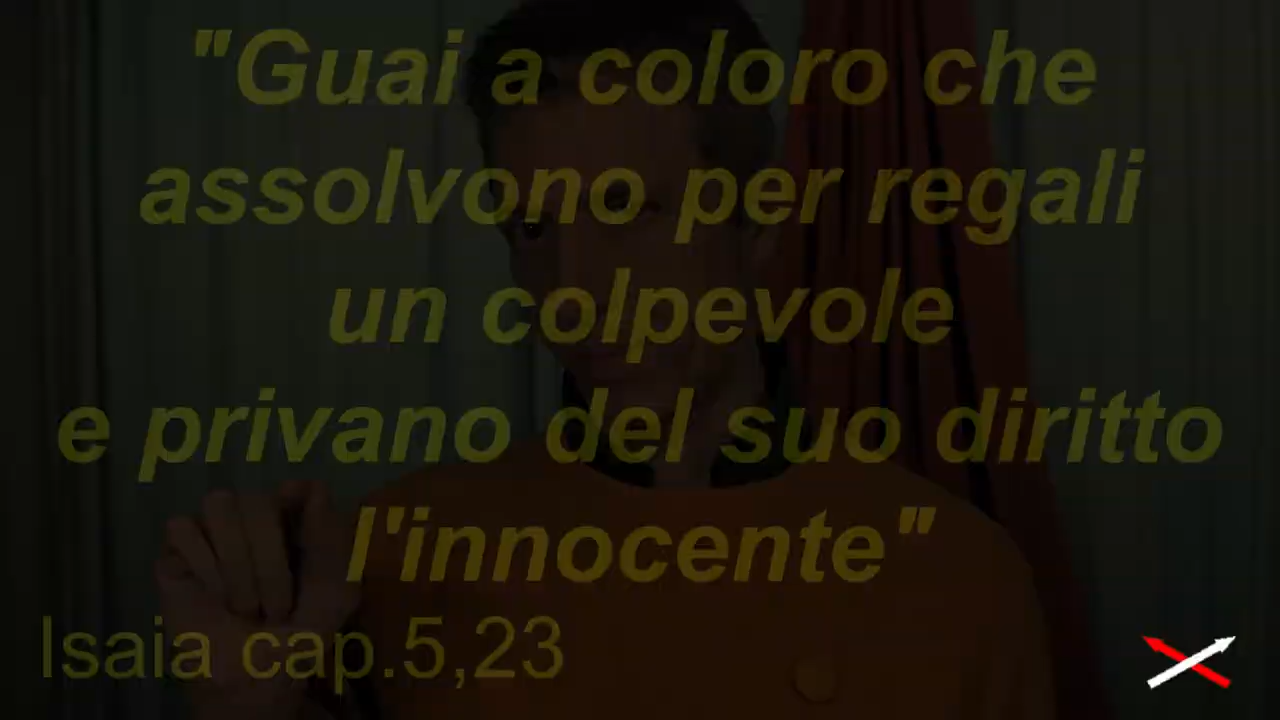 "Guai a coloro che
assolvono per regali
un colpevole
e privano del suo diritto
l'innocente"
Isaia cap.5,23